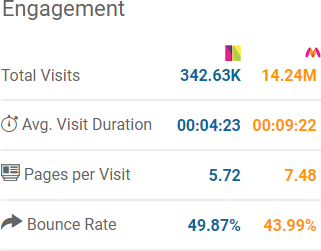 Engagement
Total Visits 342.63K 14.24M
Avg. Visit Duration 00:04:23 00:09:22
Pages per Visit 5.72 7.48
Bounce Rate 49.87% 43.99%